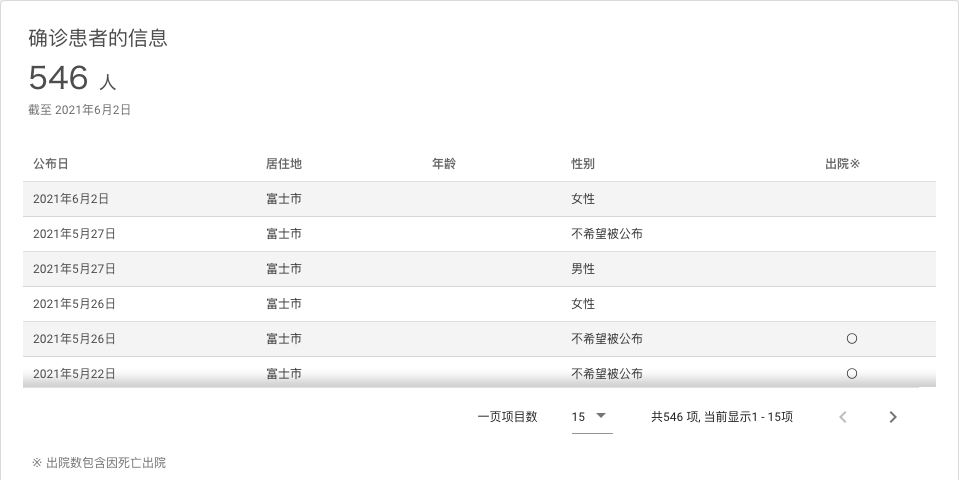 确诊患者的信息
546 人
截至 2021年6月2日
公布日 居住地 年龄 性别 出院※
2021年6月2日 富士市 女性
2021年5月27日 富士市 不希望被公布
2021年5月27日 富士市 男性
2021年5月26日 富士市 女性
2021年5月26日 富士市 不希望被公布 〇
2021年5月22日 富士市 不希望被公布 〇
一页项目数 15 共546 项, 当前显示1 - 15项
※ 出院数包含因死亡出院